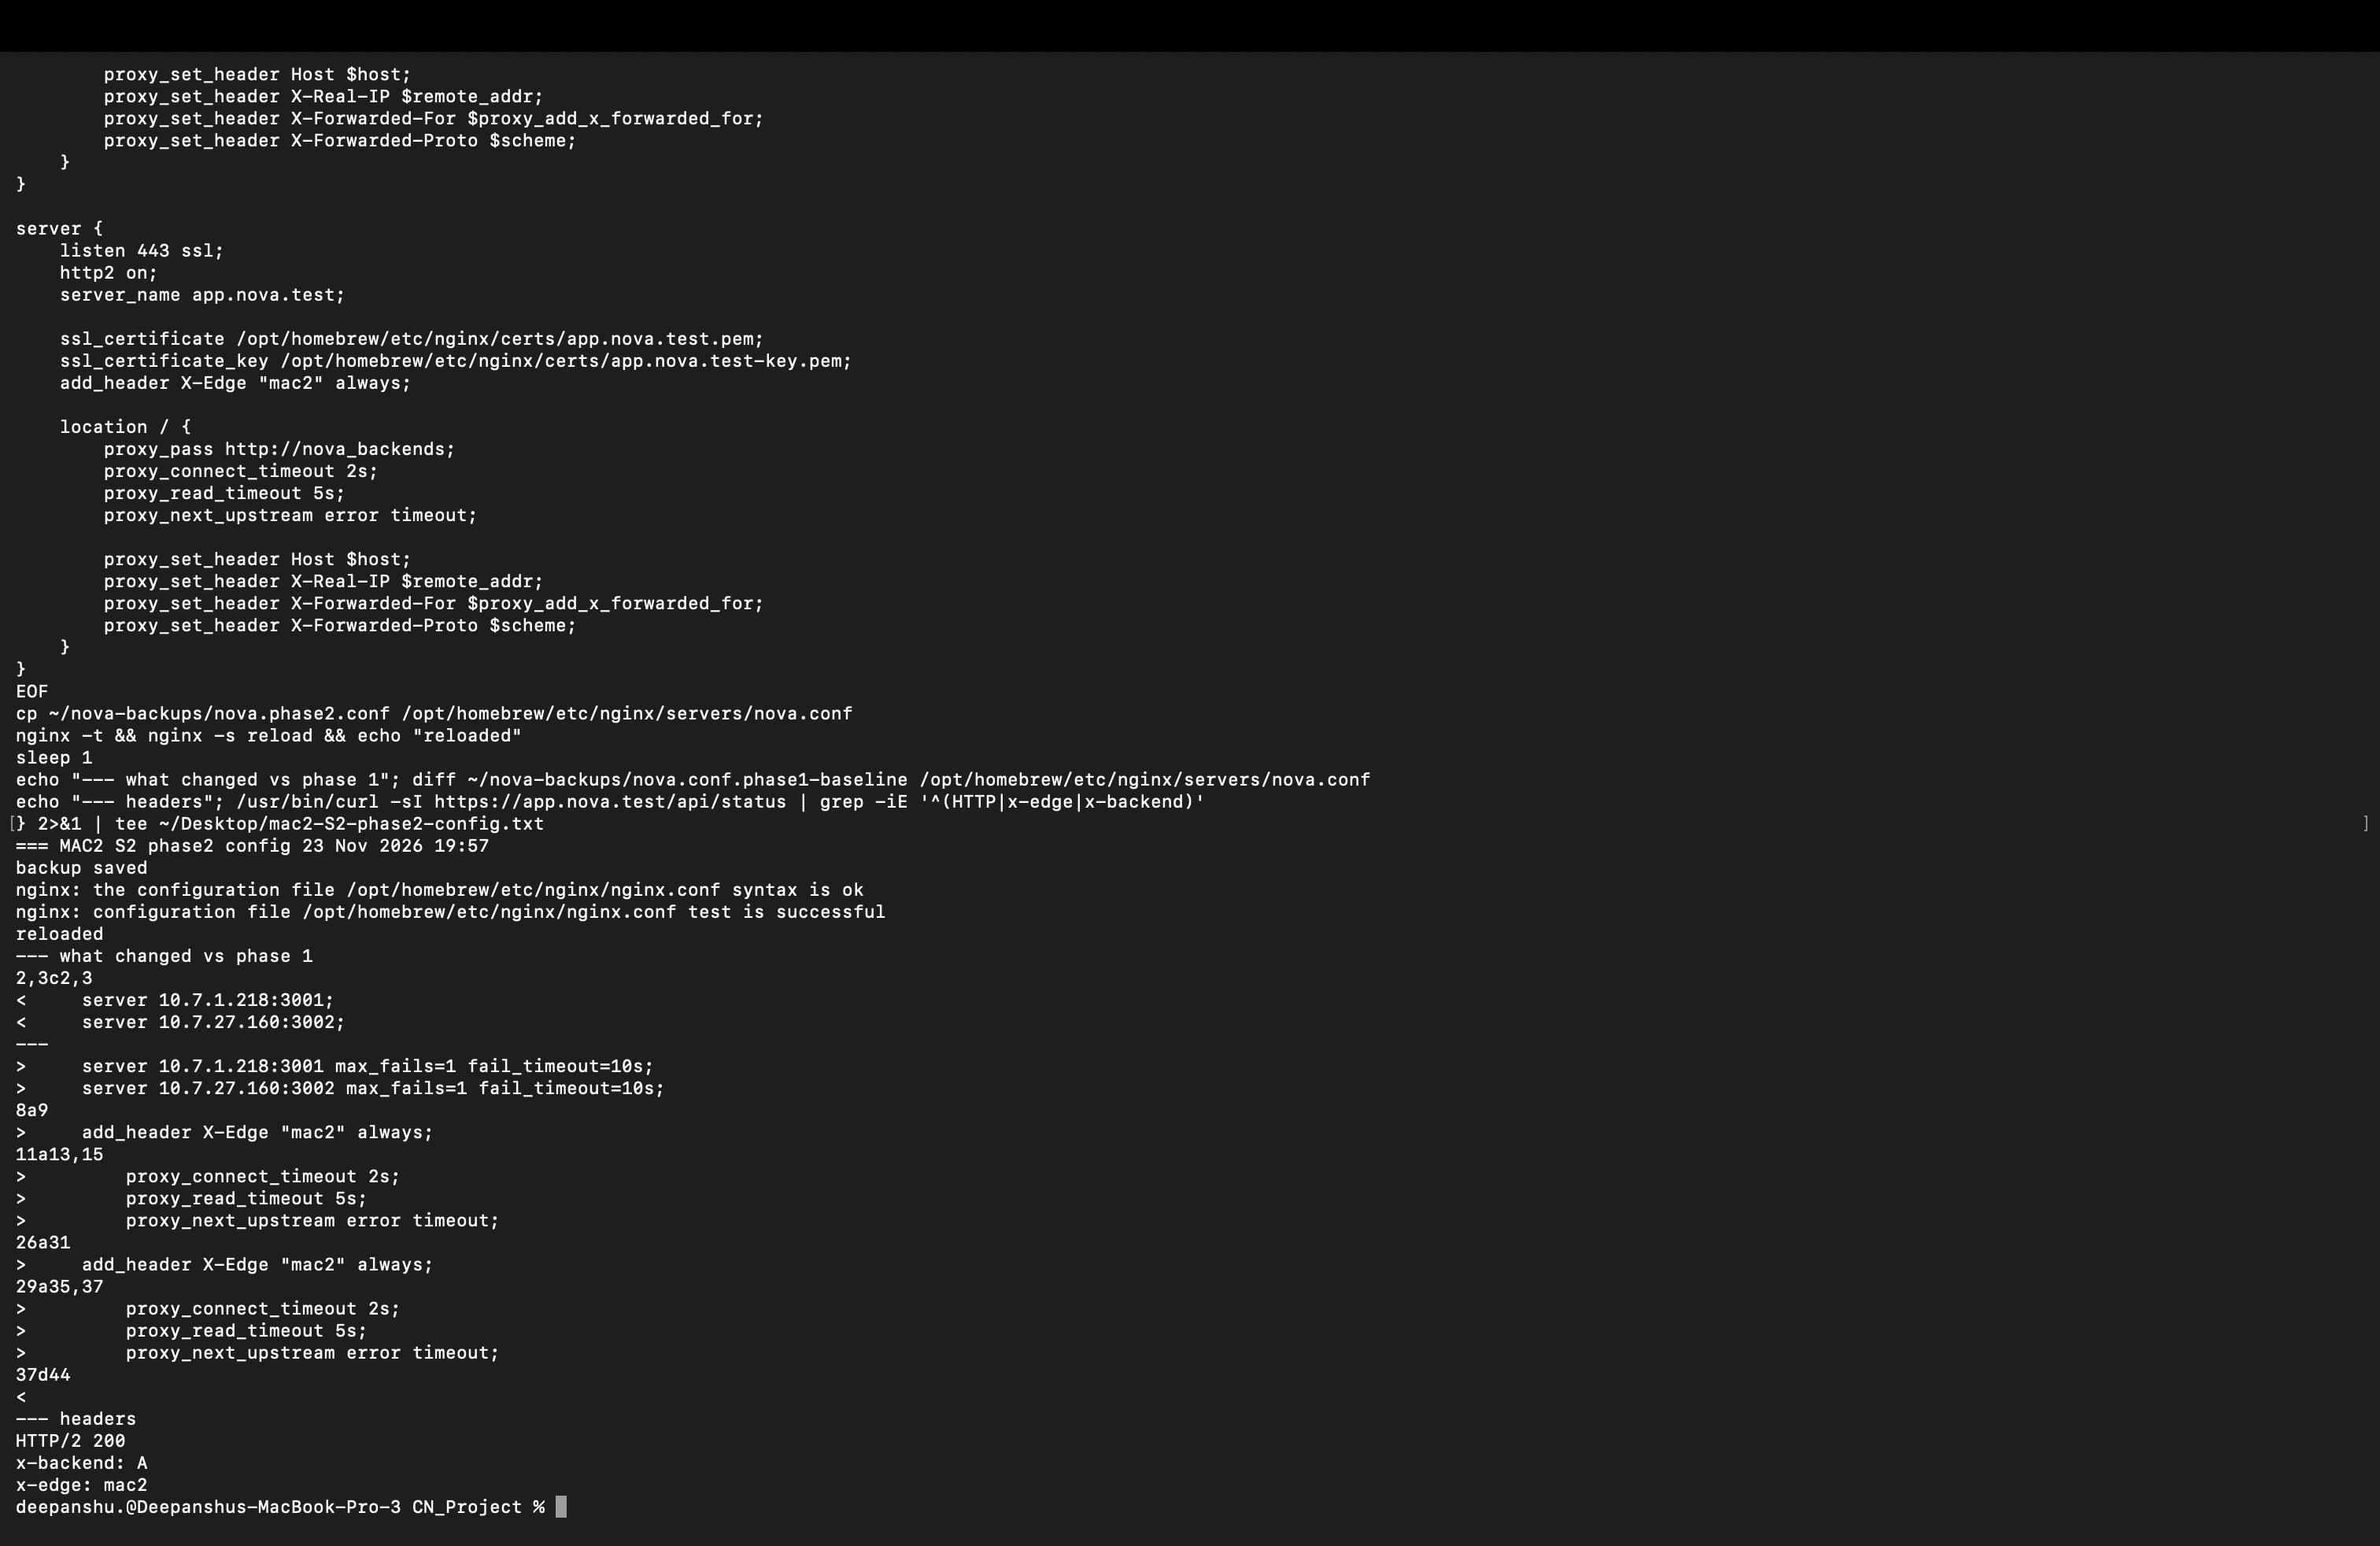 proxy_set_header Host $host;
        proxy_set_header X-Real-IP $remote_addr;
        proxy_set_header X-Forwarded-For $proxy_add_x_forwarded_for;
        proxy_set_header X-Forwarded-Proto $scheme;
    }
}

server {
    listen 443 ssl;
    http2 on;
    server_name app.nova.test;

    ssl_certificate /opt/homebrew/etc/nginx/certs/app.nova.test.pem;
    ssl_certificate_key /opt/homebrew/etc/nginx/certs/app.nova.test-key.pem;
    add_header X-Edge "mac2" always;

    location / {
        proxy_pass http://nova_backends;
        proxy_connect_timeout 2s;
        proxy_read_timeout 5s;
        proxy_next_upstream error timeout;

        proxy_set_header Host $host;
        proxy_set_header X-Real-IP $remote_addr;
        proxy_set_header X-Forwarded-For $proxy_add_x_forwarded_for;
        proxy_set_header X-Forwarded-Proto $scheme;
    }
}
EOF
cp ~/nova-backups/nova.phase2.conf /opt/homebrew/etc/nginx/servers/nova.conf
nginx -t && nginx -s reload && echo "reloaded"
sleep 1
echo "--- what changed vs phase 1"; diff ~/nova-backups/nova.conf.phase1-baseline /opt/homebrew/etc/nginx/servers/nova.conf
echo "--- headers"; /usr/bin/curl -sI https://app.nova.test/api/status | grep -iE '^(HTTP|x-edge|x-backend)'
[} 2>&1 | tee ~/Desktop/mac2-S2-phase2-config.txt ]
=== MAC2 S2 phase2 config 23 Nov 2026 19:57
backup saved
nginx: the configuration file /opt/homebrew/etc/nginx/nginx.conf syntax is ok
nginx: configuration file /opt/homebrew/etc/nginx/nginx.conf test is successful
reloaded
--- what changed vs phase 1
2,3c2,3
<     server 10.7.1.218:3001;
<     server 10.7.27.160:3002;
---
>     server 10.7.1.218:3001 max_fails=1 fail_timeout=10s;
>     server 10.7.27.160:3002 max_fails=1 fail_timeout=10s;
8a9
>     add_header X-Edge "mac2" always;
11a13,15
>         proxy_connect_timeout 2s;
>         proxy_read_timeout 5s;
>         proxy_next_upstream error timeout;
26a31
>     add_header X-Edge "mac2" always;
29a35,37
>         proxy_connect_timeout 2s;
>         proxy_read_timeout 5s;
>         proxy_next_upstream error timeout;
37d44
<
--- headers
HTTP/2 200
x-backend: A
x-edge: mac2
deepanshu.@Deepanshus-MacBook-Pro-3 CN_Project %